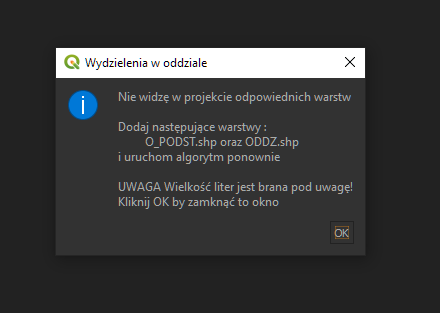 Wydzielenia w oddziale
Nie widzę w projekcie odpowiednich warstw
Dodaj następujące warstwy :
O_PODST.shp oraz ODDZ.shp
i uruchom algorytm ponownie
UWAGA Wielkość liter jest brana pod uwagę!
Kliknij OK by zamknąć to okno
OK